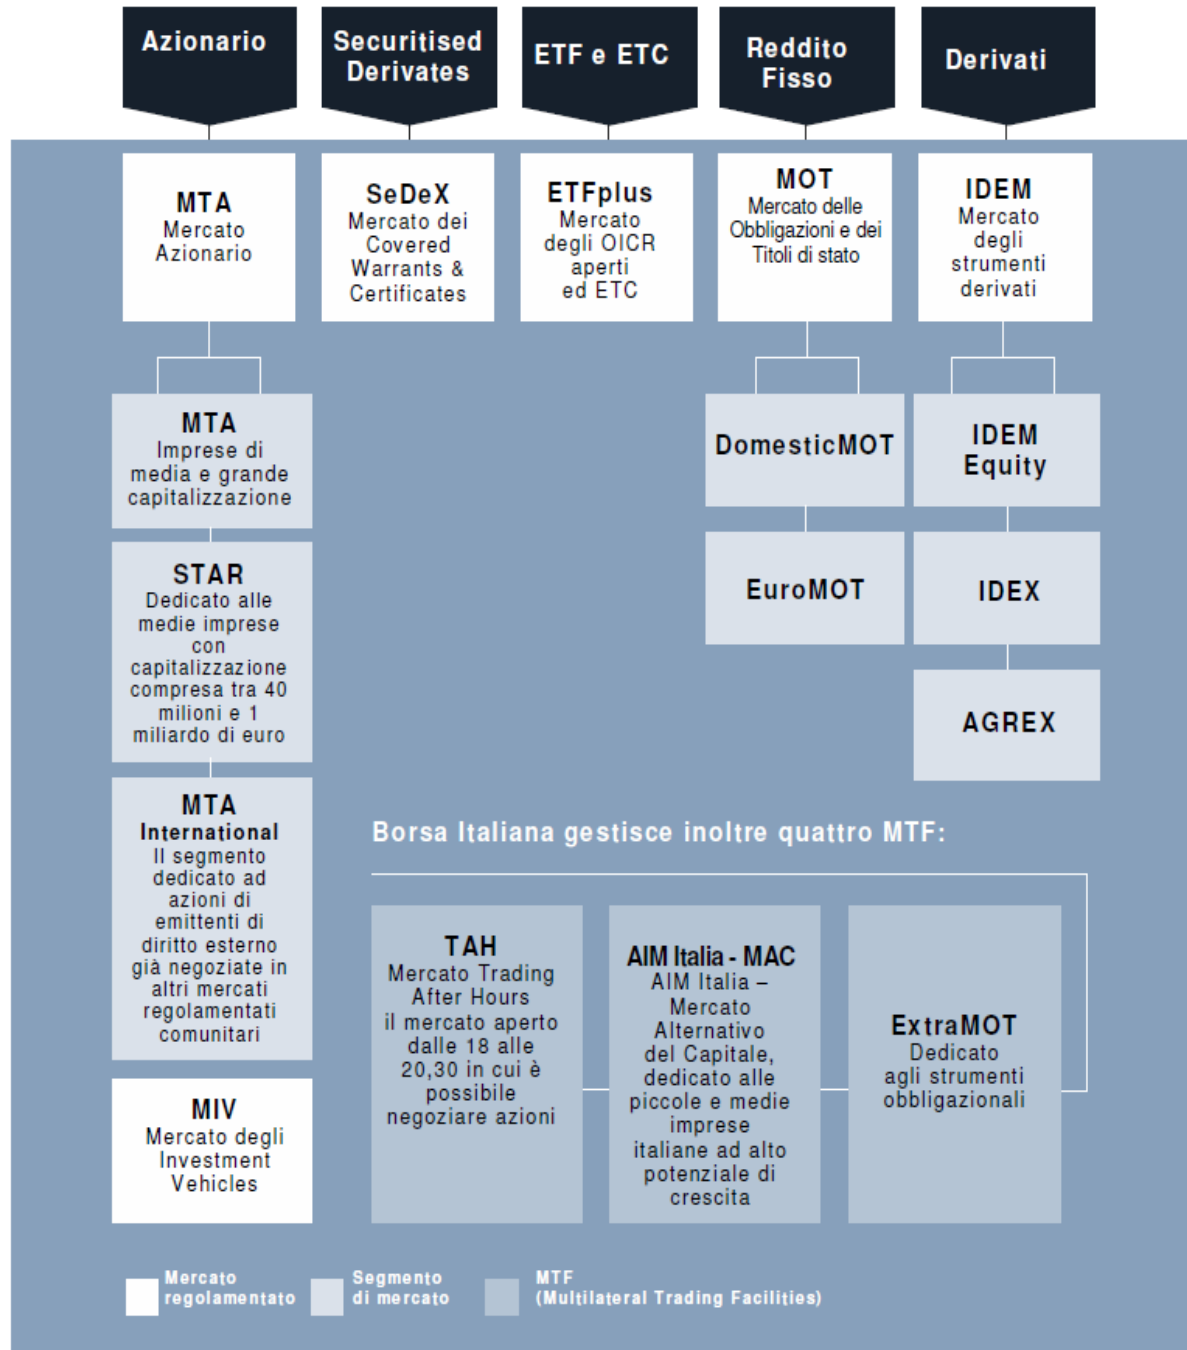 Azionario
Securitised
Derivates
ETF e ETC
Reddito
Fisso
Derivati
MTA
Mercato
Azionario
SeDeX
Mercato dei
Covered
Warrants &
Certificates
ETFplus
Mercato
degli OICR
aperti
ed ETC
MOT
Mercato delle
Obbligazioni e dei
Titoli di stato
IDEM
Mercato
degli
strumenti
derivati
MTA
Imprese di
media e grande
capitalizzazione
DomesticMOT
IDEM
Equity
STAR
Dedicato alle
medie imprese
con
capitalizzazione
compresa tra 40
milioni e 1
miliardo di euro
EuroMOT
IDEX
AGREX
MTA
International
Il segmento
dedicato ad
azioni di
emittenti di
diritto esterno
già negoziate in
altri mercati
regolamentati
comunitari
Borsa Italiana gestisce inoltre quattro MTF:
TAH
Mercato Trading
After Hours
il mercato aperto
dalle 18 alle
20,30 in cui è
possibile
negoziare azioni
AIM Italia - MAC
AIM Italia –
Mercato
Alternativo
del Capitale,
dedicato alle
piccole e medie
imprese
italiane ad alto
potenziale di
crescita
ExtraMOT
Dedicato
agli strumenti
obbligazionali
MIV
Mercato degli
Investment
Vehicles
Mercato
regolamentato
Segmento
di mercato
MTF
(Multilateral Trading Facilities)